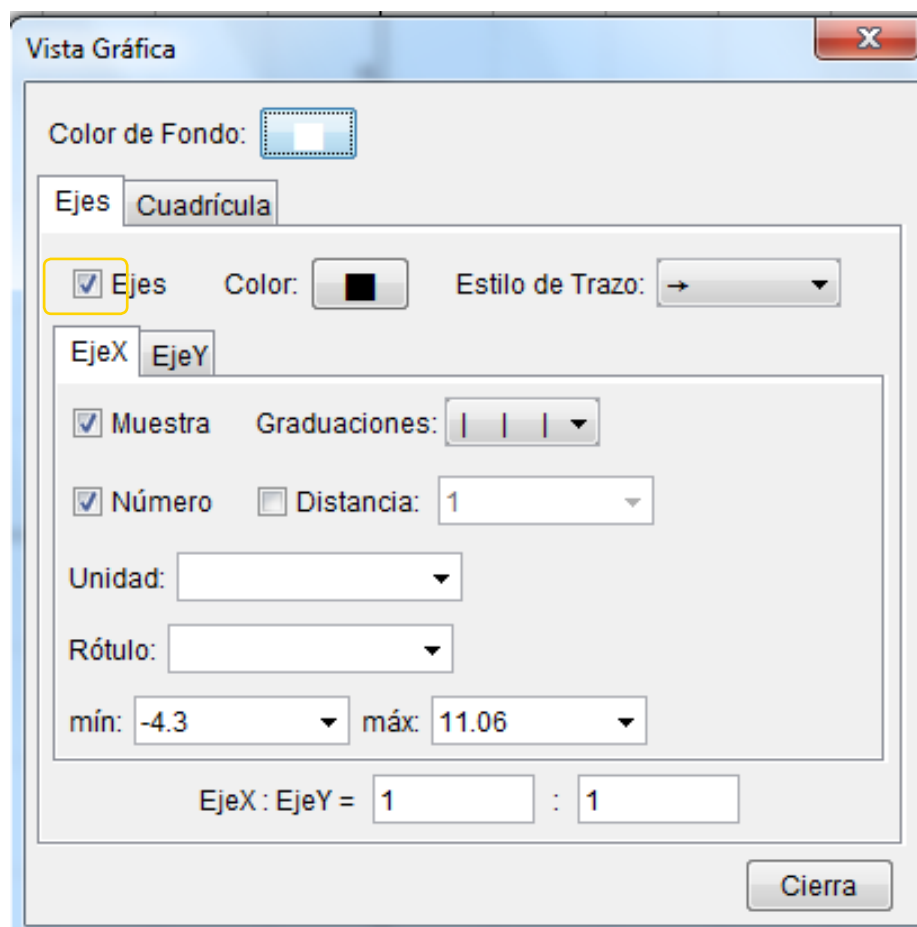 Vista Gráfica
Color de Fondo:
Ejes Cuadrícula
Ejes Color: Estilo de Trazo: →
EjeX EjeY
Muestra Graduaciones: | | |
Número Distancia: 1
Unidad:
Rótulo:
mín: -4.3 máx: 11.06
EjeX : EjeY = 1 : 1
Cierra